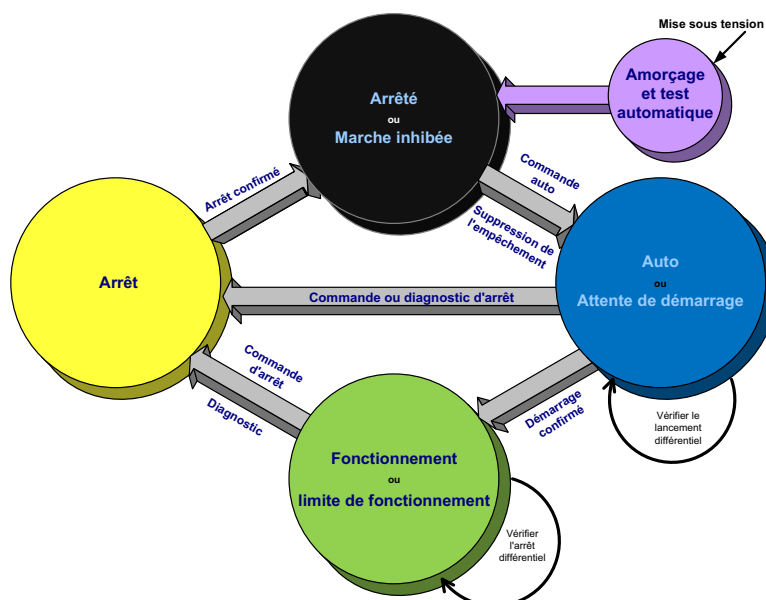 Mise sous tension
Amorçage
et test
automatique
Arrêté
ou
Marche inhibée
Commande
auto
Suppression de
l'empêchement
Arrêt confirmé
Arrêt
Auto
ou
Attente de démarrage
Commande ou diagnostic d'arrêt
Commande
d'arrêt
Diagnostic
Démarrage
confirmé
Vérifier le
lancement
différentiel
Fonctionnement
ou
limite de fonctionnement
Vérifier
l'arrêt
différentiel